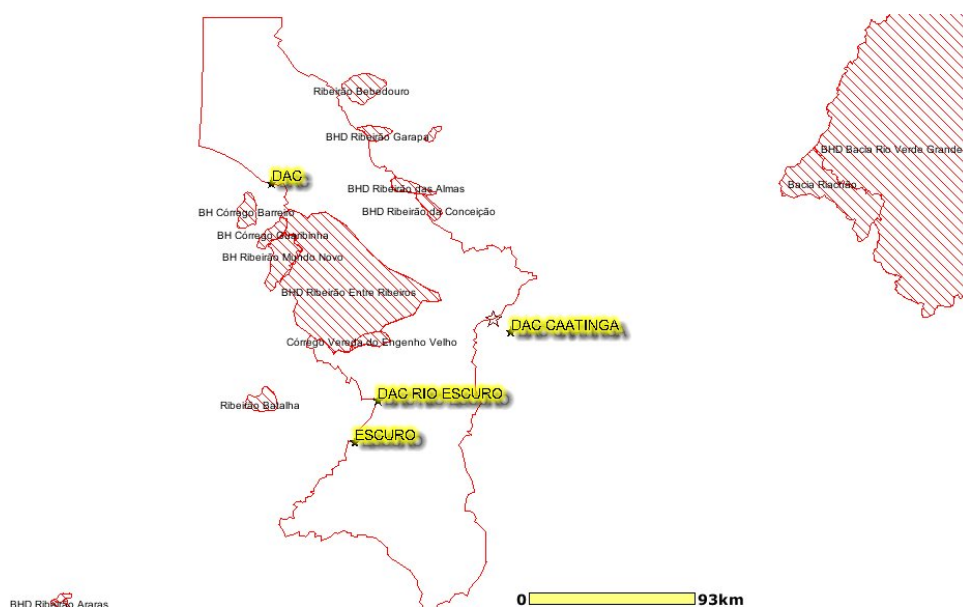 Ribeirão Bebedouro
BHD Ribeirão Garapa
BHD Bacia Rio Verde Grande
DAC
Bacia Riachão
BHD Ribeirão das Almas
BH Córrego Barreiro
BHD Ribeirão da Conceição
BH Córrego Guaribinha
BH Ribeirão Mundo Novo
BHD Ribeirão Entre Ribeiros
DAC CAATINGA
Córrego Vereda do Engenho Velho
DAC RIO ESCURO
Ribeirão Batalha
ESCURO
0 93km
BHD Ribeirão Araras